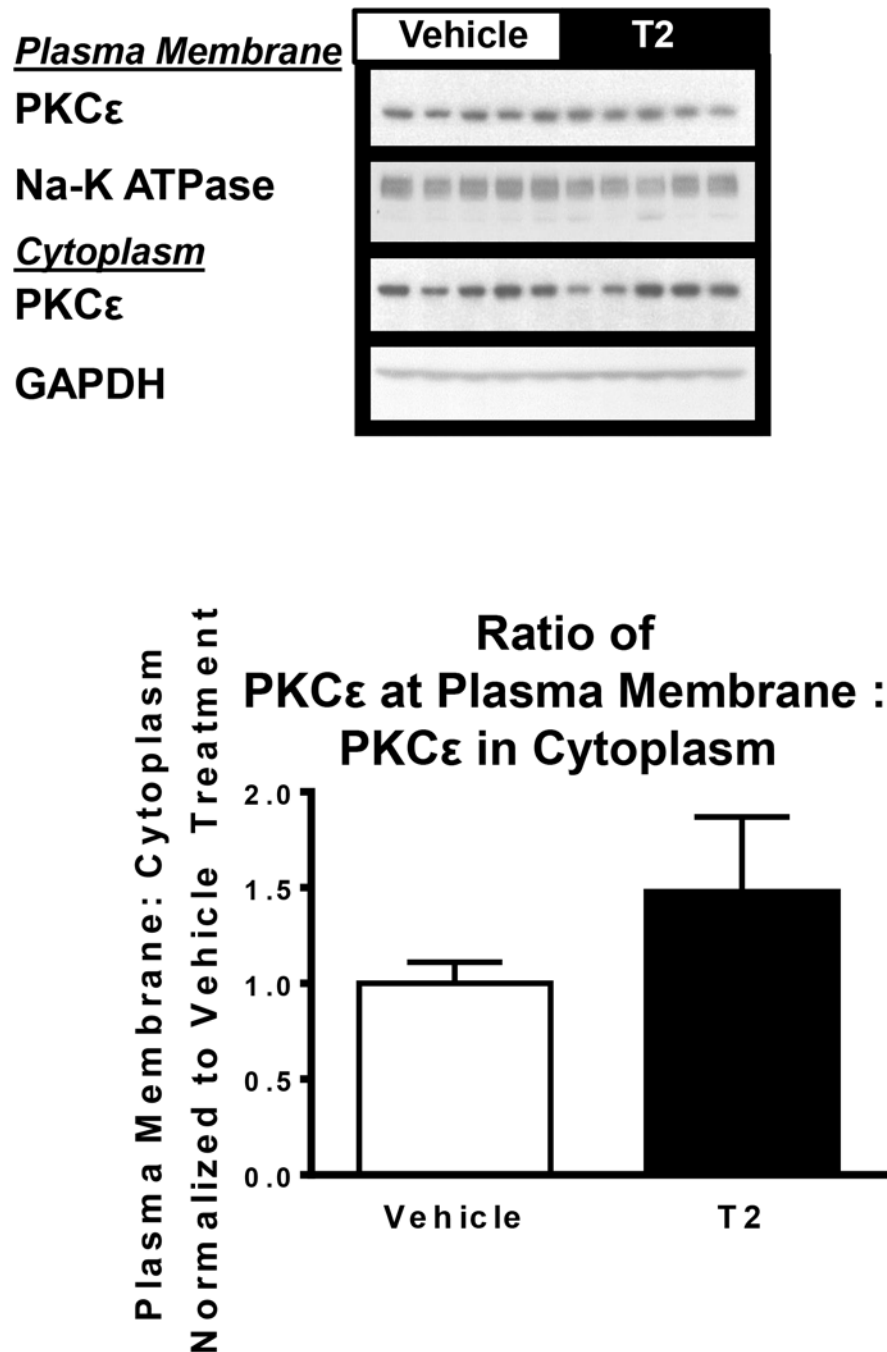 Vehicle T2
Plasma Membrane
PKCε
Na-K ATPase
Cytoplasm
PKCε
GAPDH
Ratio of
PKCε at Plasma Membrane :
PKCε in Cytoplasm
Plasma Membrane: Cytoplasm
Normalized to Vehicle Treatment
2.0
1.5
1.0
0.5
0.0
Vehicle T2